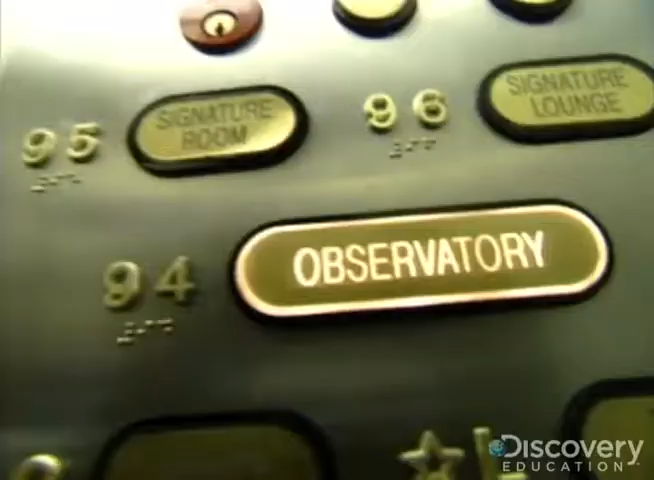 95 SIGNATURE ROOM
96 SIGNATURE LOUNGE
94 OBSERVATORY
Discovery
EDUCATION